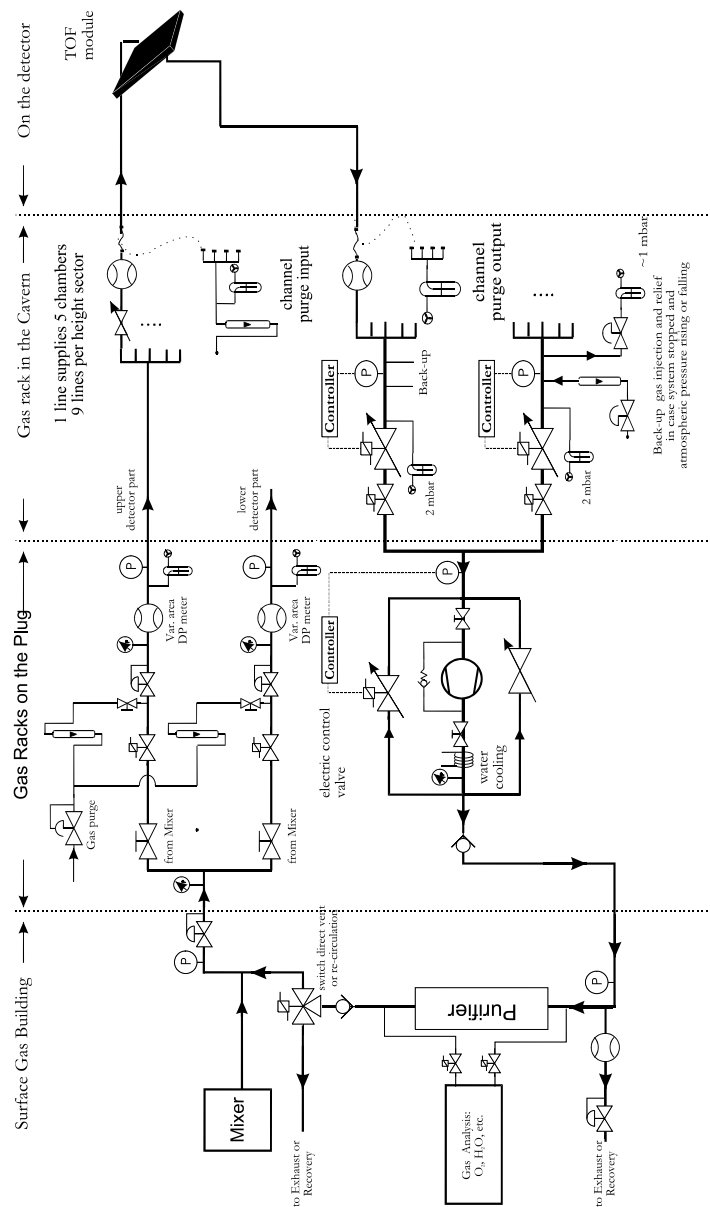 On the detector
Gas rack in the Cavern
Gas Racks on the Plug
Surface Gas Building
TOF
module
1 line supplies 5 chambers
9 lines per height sector
....
channel
purge input
channel
purge output
....
~1 mbar
Back-up gas injection and relief
in case system stopped and
atmospheric pressure rising or falling
Controller
P
Back-up
2 mbar
Controller
P
2 mbar
upper
detector part
lower
detector part
P
P
Var. area
DP meter
Var. area
DP meter
Gas purge
from Mixer
from Mixer
P
Controller
electric control
valve
water
cooling
P
switch direct vent
or re-circulation
Mixer
to Exhaust or
Recovery
Purifier
P
Gas Analysis:
O₂, H₂O, etc.
to Exhaust or
Recovery